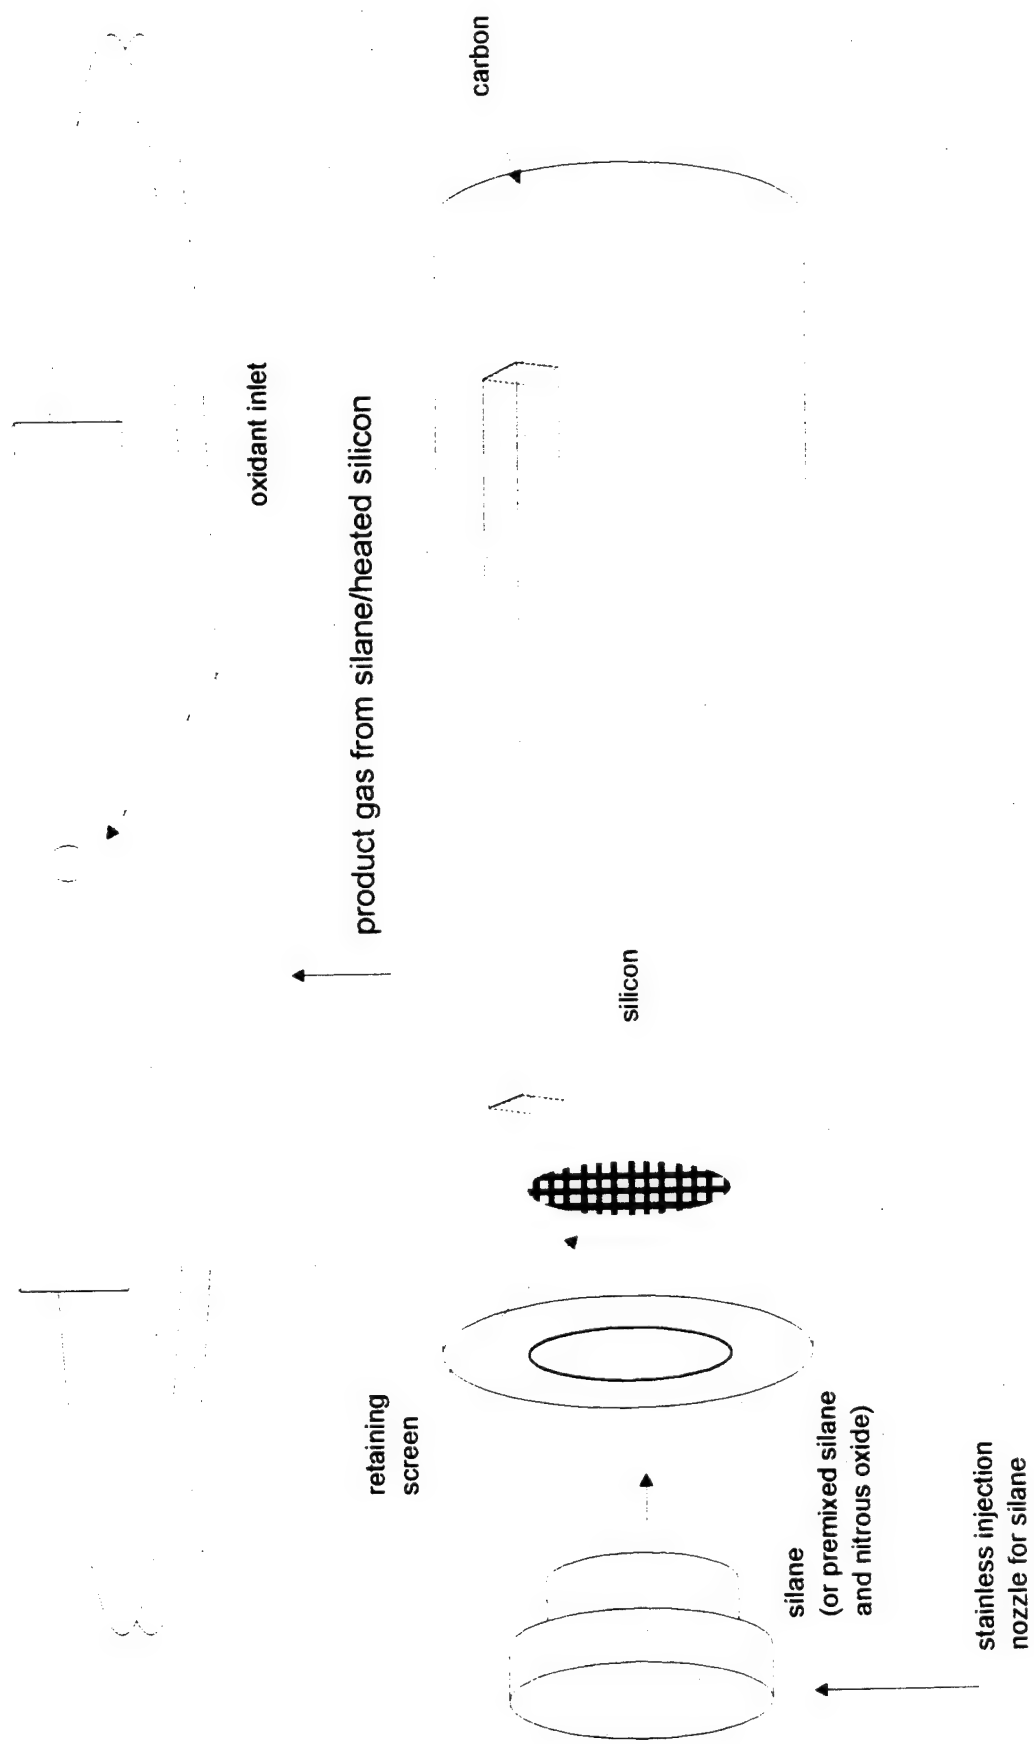 carbon
oxidant inlet
product gas from silane/heated silicon
silicon
retaining
screen
silane
(or premixed silane
and nitrous oxide)
stainless injection
nozzle for silane